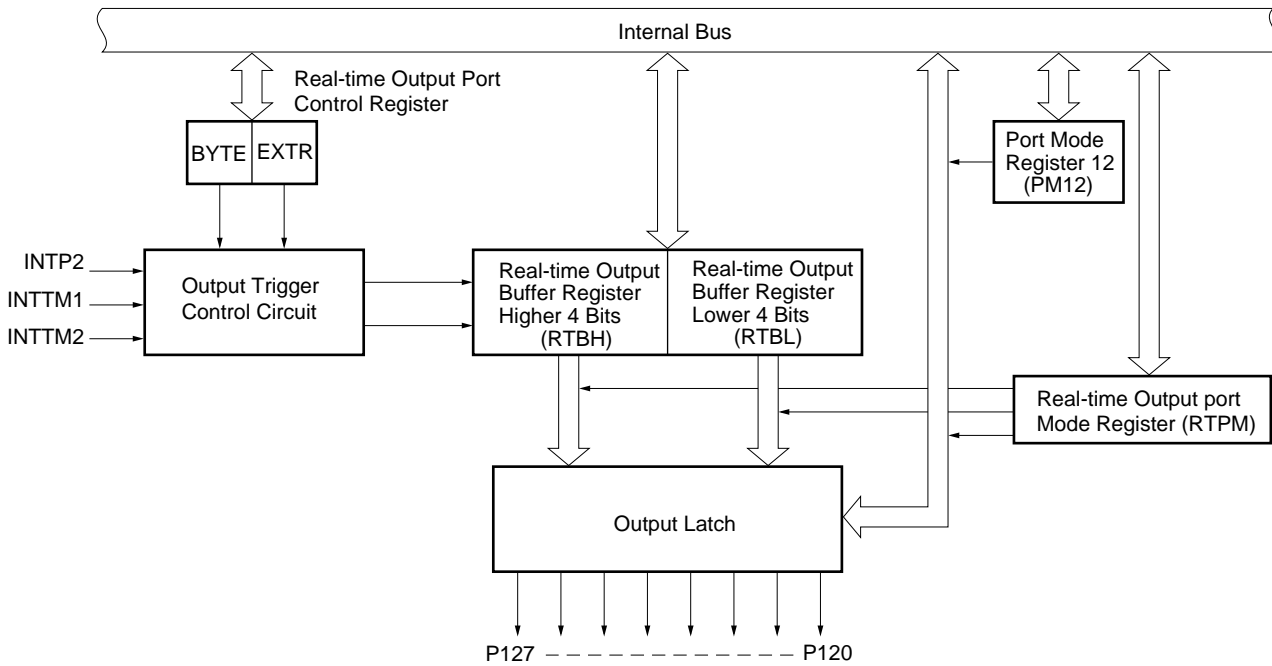 Internal Bus
Real-time Output Port
Control Register
BYTE
EXTR
Port Mode
Register 12
(PM12)
INTP2
INTTM1
INTTM2
Output Trigger
Control Circuit
Real-time Output
Buffer Register
Higher 4 Bits
(RTBH)
Real-time Output
Buffer Register
Lower 4 Bits
(RTBL)
Real-time Output port
Mode Register (RTPM)
Output Latch
P127
P120